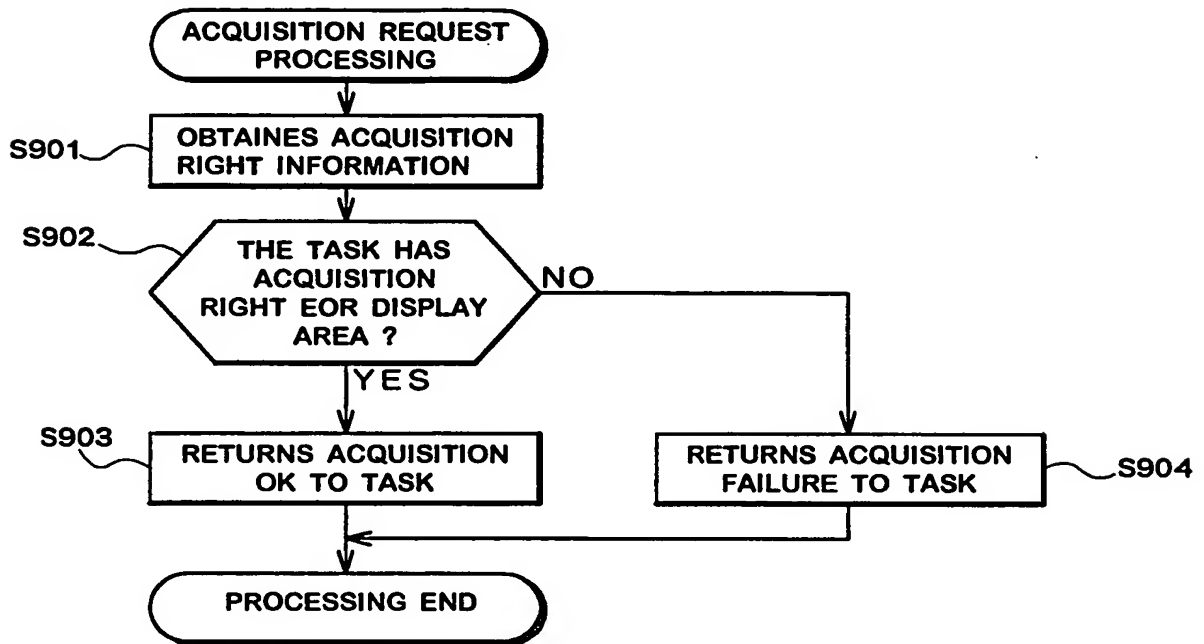 ACQUISITION REQUEST
PROCESSING
S901
OBTAINES ACQUISITION
RIGHT INFORMATION
S902
THE TASK HAS
ACQUISITION
RIGHT EOR DISPLAY
AREA ?
NO
YES
S903
RETURNS ACQUISITION
OK TO TASK
RETURNS ACQUISITION
FAILURE TO TASK
S904
PROCESSING END